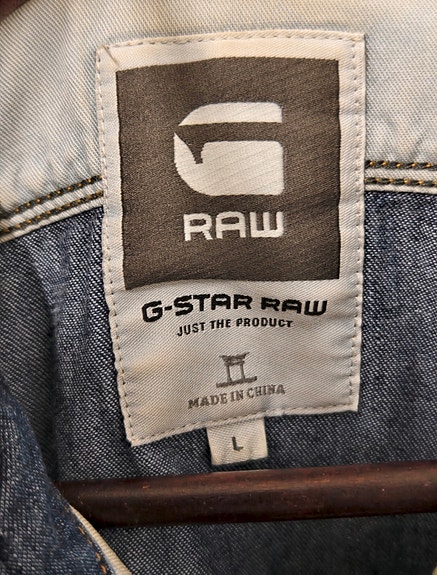 G
RAW
G-STAR RAW
JUST THE PRODUCT
MADE IN CHINA
L